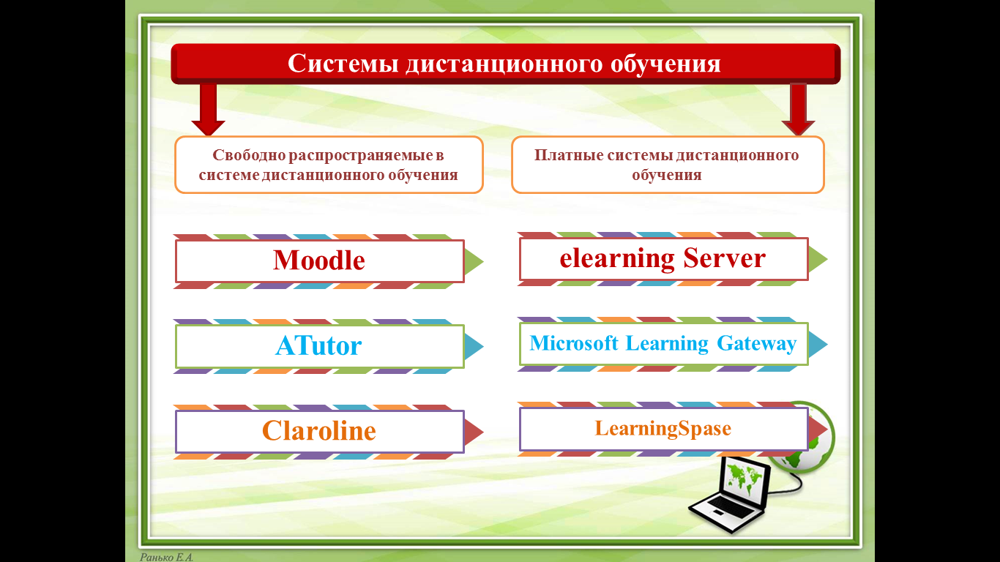 Системы дистанционного обучения
Свободно распространяемые в
системе дистанционного обучения
Платные системы дистанционного
обучения
Moodle
ATutor
Claroline
elearning Server
Microsoft Learning Gateway
LearningSpase
Ранько Е.А.